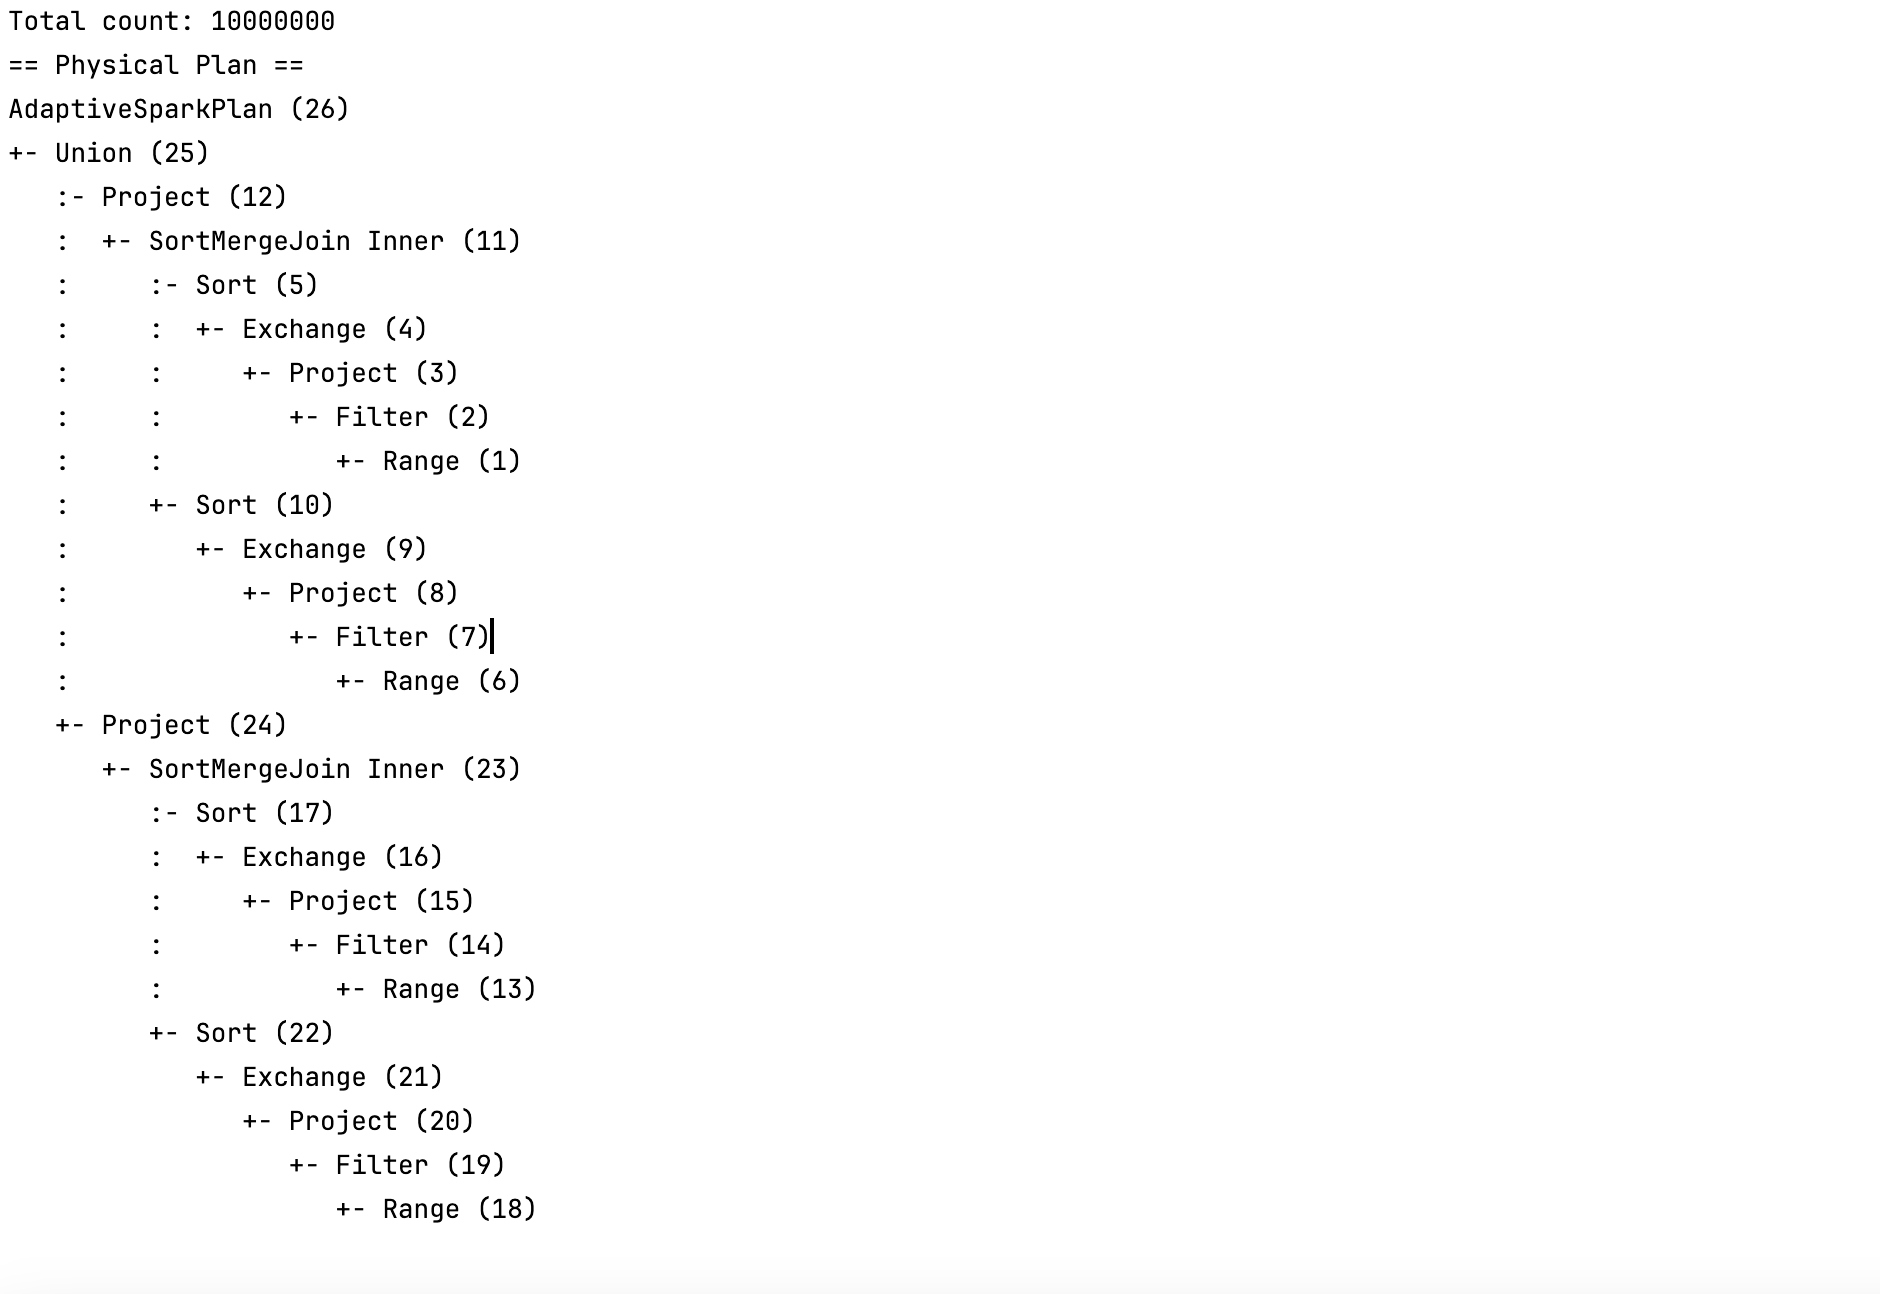 Total count: 10000000
== Physical Plan ==
AdaptiveSparkPlan (26)
+- Union (25)
   :- Project (12)
   :  +- SortMergeJoin Inner (11)
   :     :- Sort (5)
   :     :  +- Exchange (4)
   :     :     +- Project (3)
   :     :        +- Filter (2)
   :     :           +- Range (1)
   :     +- Sort (10)
   :        +- Exchange (9)
   :           +- Project (8)
   :              +- Filter (7)
   :                 +- Range (6)
   +- Project (24)
      +- SortMergeJoin Inner (23)
         :- Sort (17)
         :  +- Exchange (16)
         :     +- Project (15)
         :        +- Filter (14)
         :           +- Range (13)
         +- Sort (22)
            +- Exchange (21)
               +- Project (20)
                  +- Filter (19)
                     +- Range (18)